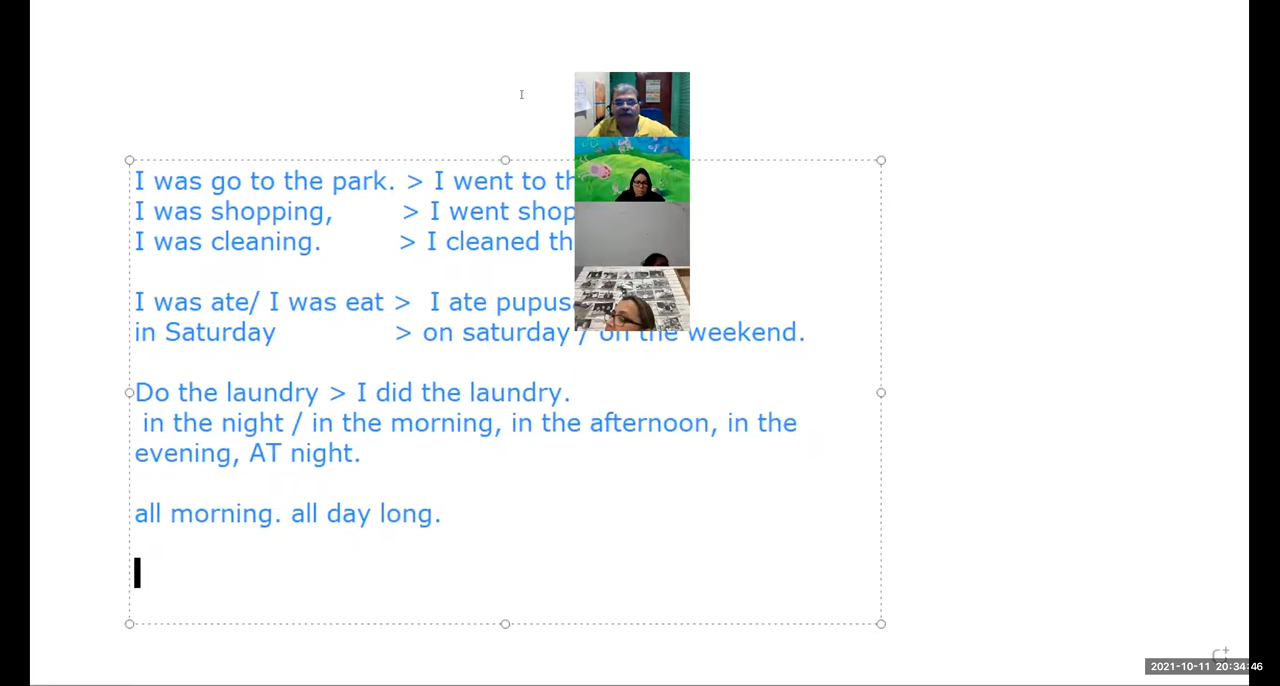 I was go to the park. > I went to th
I was shopping, > I went shop
I was cleaning. > I cleaned th
I was ate/ I was eat > I ate pupus
in Saturday > on saturday / on the weekend.
Do the laundry > I did the laundry.
in the night / in the morning, in the afternoon, in the
evening, AT night.
all morning. all day long.
2021-10-11 20:34:46